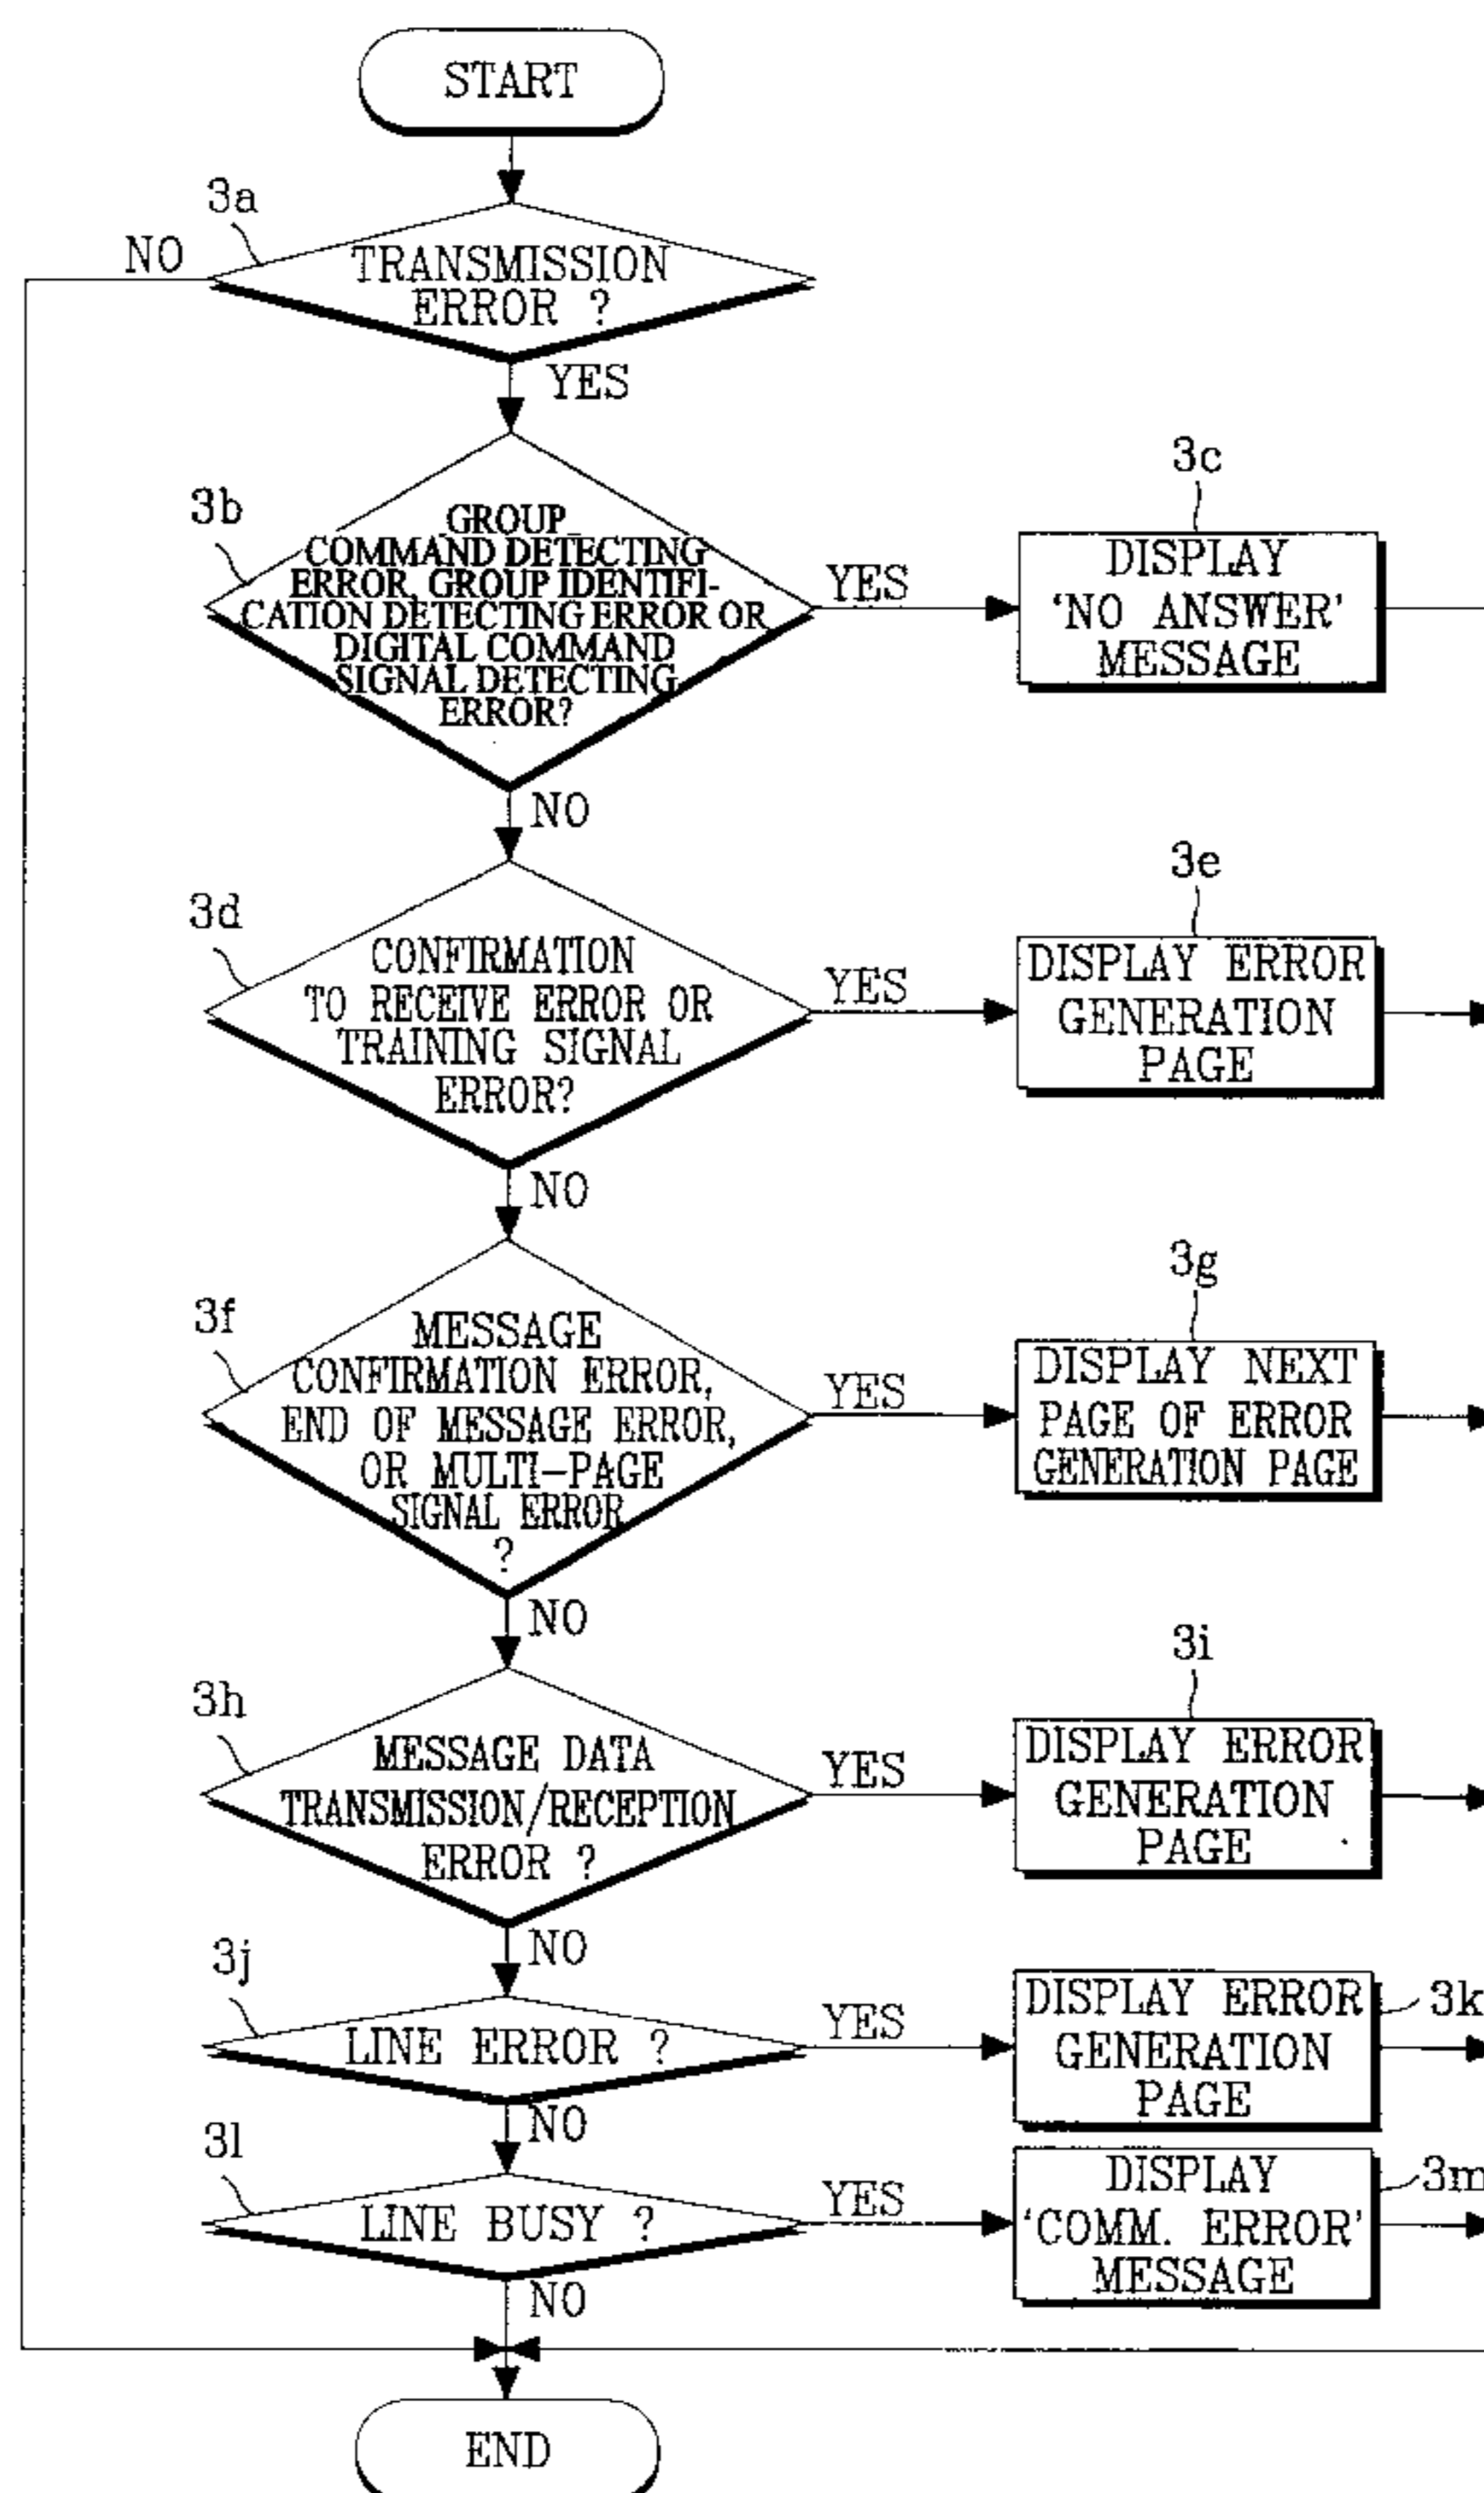 START
3a
NO
TRANSMISSION
ERROR ?
YES
3b
GROUP
COMMAND DETECTING
ERROR, GROUP IDENTIFI-
CATION DETECTING ERROR OR
DIGITAL COMMAND
SIGNAL DETECTING
ERROR?
YES
3c
DISPLAY
'NO ANSWER'
MESSAGE
NO
3d
CONFIRMATION
TO RECEIVE ERROR OR
TRAINING SIGNAL
ERROR?
YES
3e
DISPLAY ERROR
GENERATION
PAGE
NO
3f
MESSAGE
CONFIRMATION ERROR,
END OF MESSAGE ERROR,
OR MULTI-PAGE
SIGNAL ERROR
?
YES
3g
DISPLAY NEXT
PAGE OF ERROR
GENERATION PAGE
NO
3h
MESSAGE DATA
TRANSMISSION/RECEPTION
ERROR ?
YES
3i
DISPLAY ERROR
GENERATION
PAGE
NO
3j
LINE ERROR ?
YES
DISPLAY ERROR
GENERATION
PAGE
3k
NO
3l
LINE BUSY ?
YES
DISPLAY
'COMM. ERROR'
MESSAGE
3m
NO
END